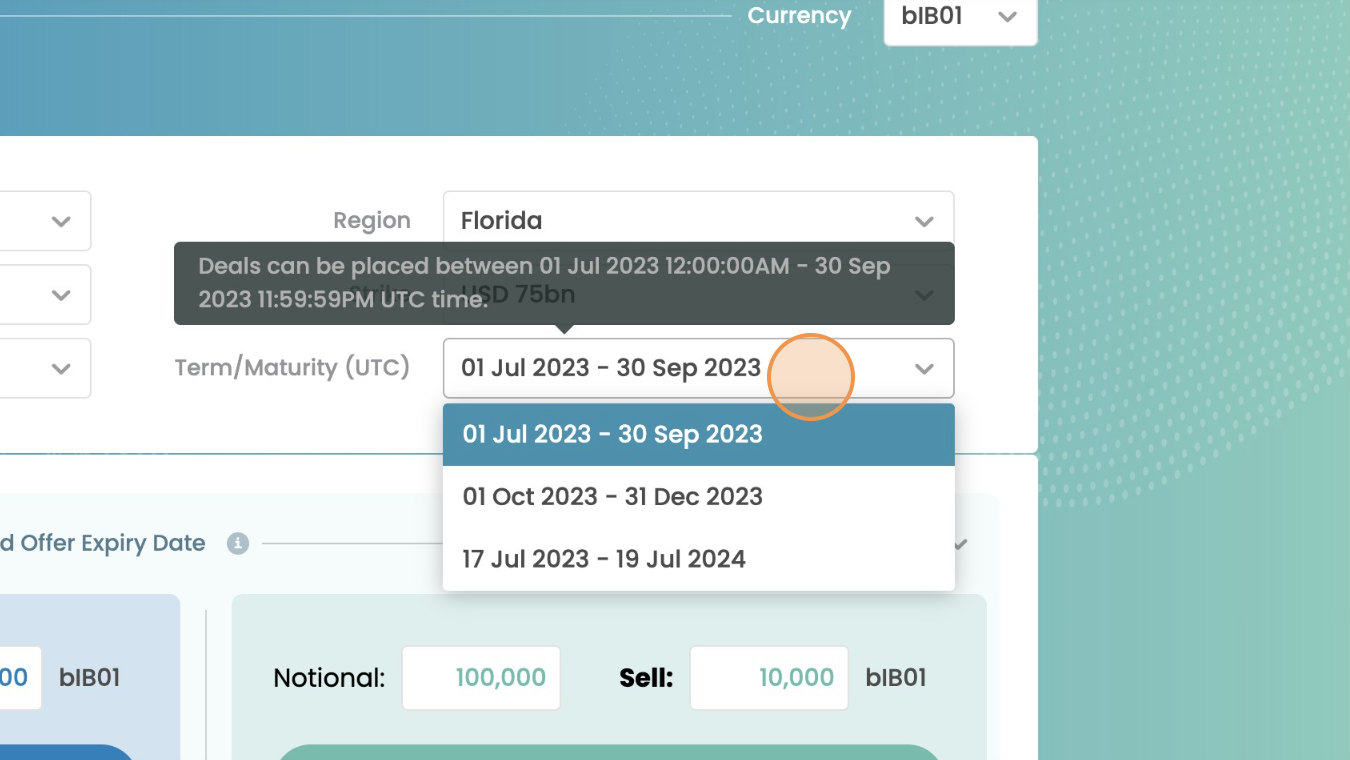 Currency bIB01
Region Florida
Deals can be placed between 01 Jul 2023 12:00:00AM - 30 Sep
2023 11:59:59PM UTC time.
Strike USD 75bn
Term/Maturity (UTC) 01 Jul 2023 - 30 Sep 2023
01 Jul 2023 - 30 Sep 2023
01 Oct 2023 - 31 Dec 2023
17 Jul 2023 - 19 Jul 2024
d Offer Expiry Date
00 bIB01 Notional: 100,000 Sell: 10,000 bIB01